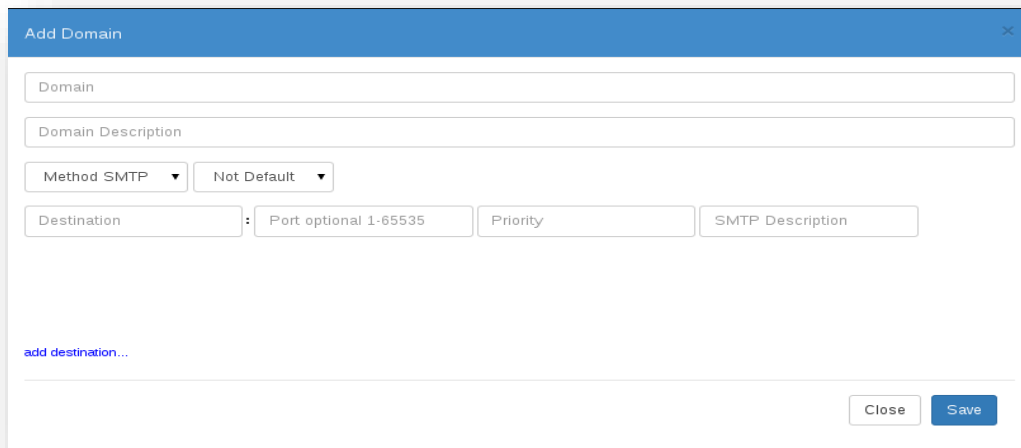 Add Domain ×
Domain
Domain Description
Method SMTP ▼ Not Default ▼
Destination : Port optional 1-65535 Priority SMTP Description
add destination...
Close Save